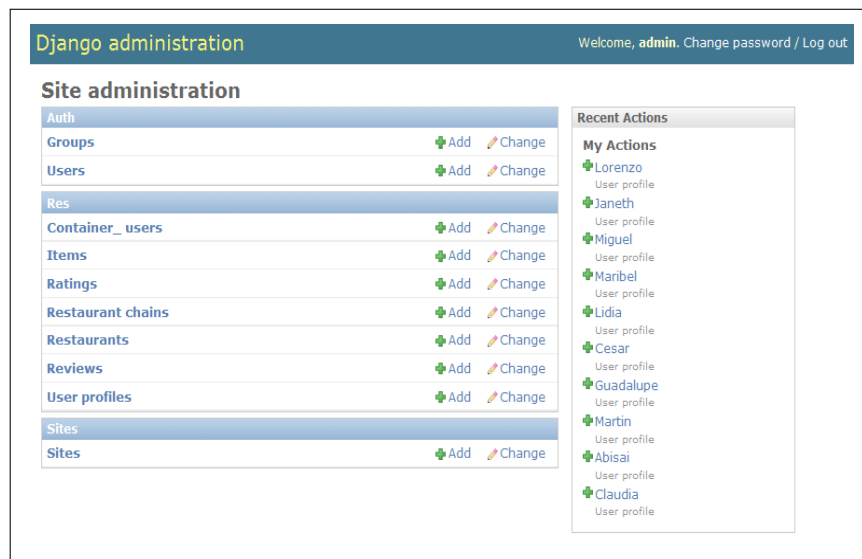 Django administration
Welcome, admin. Change password / Log out
Site administration
Auth
Groups Add Change
Users Add Change
Res
Container_ users Add Change
Items Add Change
Ratings Add Change
Restaurant chains Add Change
Restaurants Add Change
Reviews Add Change
User profiles Add Change
Sites
Sites Add Change
Recent Actions
My Actions
Lorenzo
User profile
Janeth
User profile
Miguel
User profile
Maribel
User profile
Lidia
User profile
Cesar
User profile
Guadalupe
User profile
Martin
User profile
Abisai
User profile
Claudia
User profile